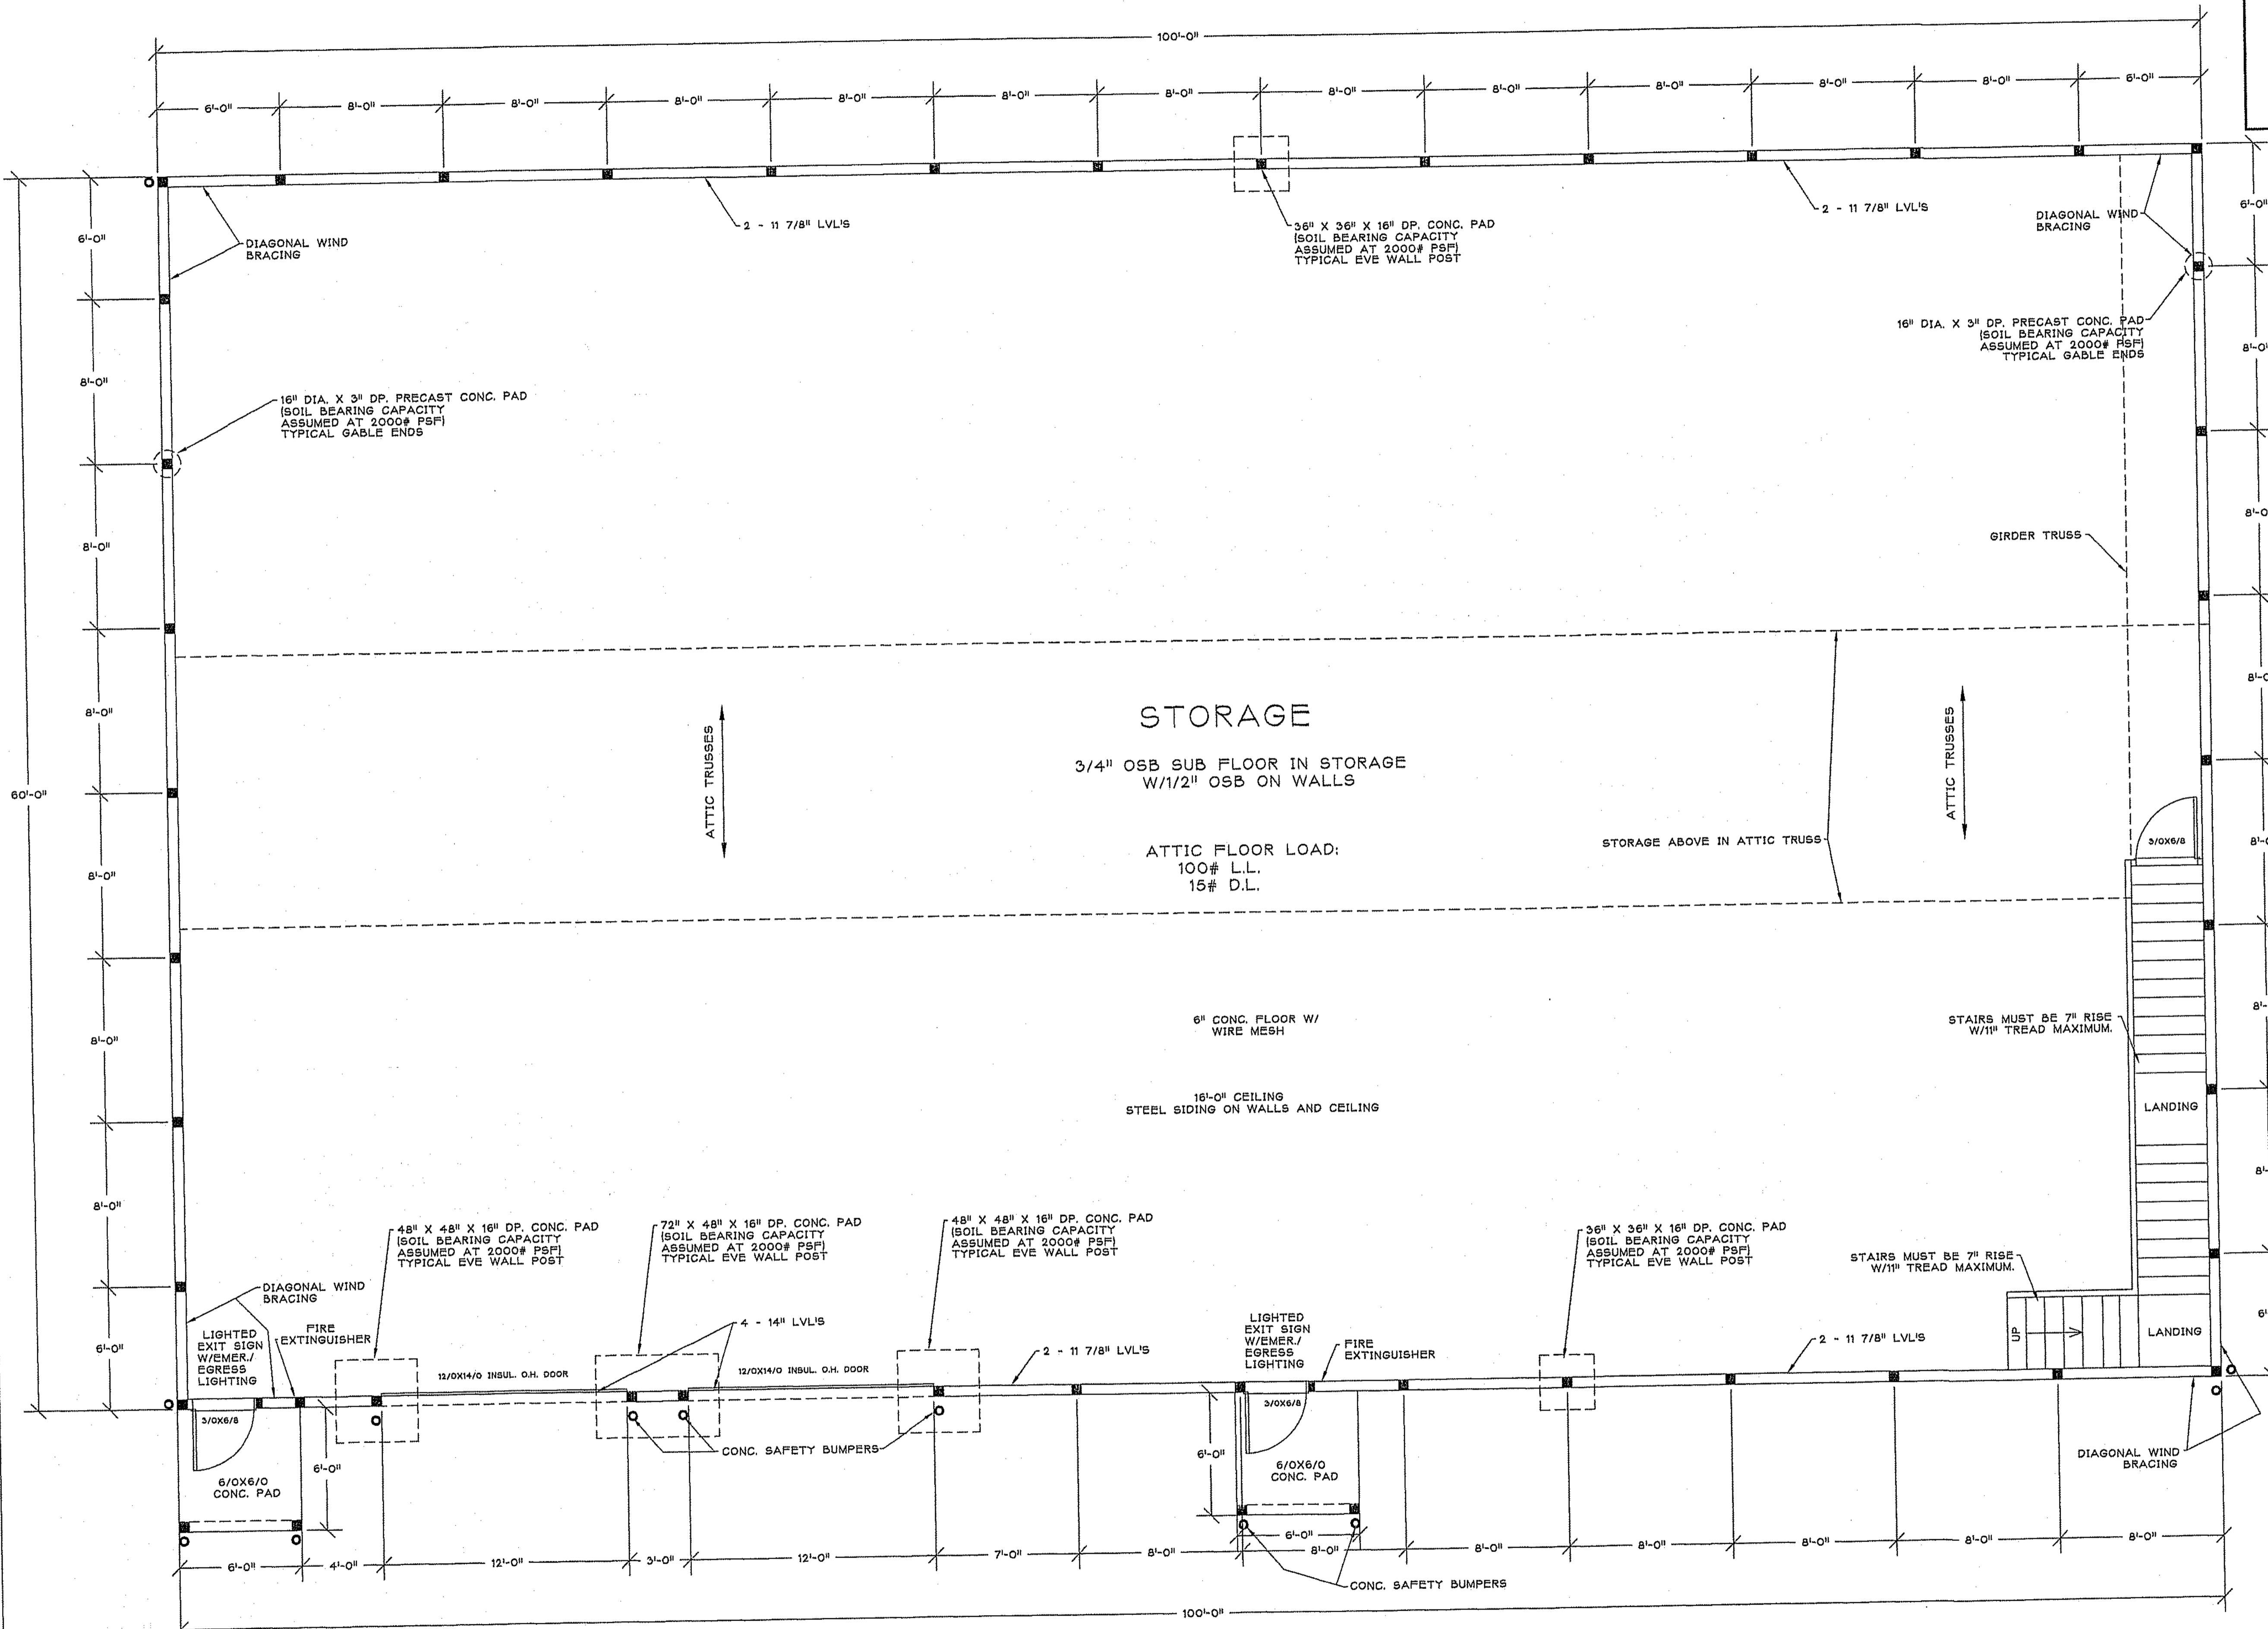 100'-0"
6'-0"
8'-0"
8'-0"
8'-0"
8'-0"
8'-0"
8'-0"
8'-0"
8'-0"
8'-0"
8'-0"
8'-0"
6'-0"
DIAGONAL WIND
BRACING
2 - 11 7/8" LVL'S
36" X 36" X 16" DP. CONC. PAD
(SOIL BEARING CAPACITY
ASSUMED AT 2000# PSF)
TYPICAL EVE WALL POST
2 - 11 7/8" LVL'S
DIAGONAL WIND
BRACING
16" DIA. X 3" DP. PRECAST CONC. PAD
(SOIL BEARING CAPACITY
ASSUMED AT 2000# PSF)
TYPICAL GABLE ENDS
16" DIA. X 3" DP. PRECAST CONC. PAD
(SOIL BEARING CAPACITY
ASSUMED AT 2000# PSF)
TYPICAL GABLE ENDS
60'-0"
6'-0"
8'-0"
8'-0"
8'-0"
8'-0"
8'-0"
8'-0"
6'-0"
GIRDER TRUSS
ATTIC TRUSSES
STORAGE
3/4" OSB SUB FLOOR IN STORAGE
W/1/2" OSB ON WALLS
ATTIC FLOOR LOAD:
100# L.L.
15# D.L.
STORAGE ABOVE IN ATTIC TRUSS
ATTIC TRUSSES
3/0X6/8
6" CONC. FLOOR W/
WIRE MESH
16'-0" CEILING
STEEL SIDING ON WALLS AND CEILING
STAIRS MUST BE 7" RISE
W/11" TREAD MAXIMUM.
LANDING
48" X 48" X 16" DP. CONC. PAD
(SOIL BEARING CAPACITY
ASSUMED AT 2000# PSF)
TYPICAL EVE WALL POST
72" X 48" X 16" DP. CONC. PAD
(SOIL BEARING CAPACITY
ASSUMED AT 2000# PSF)
TYPICAL EVE WALL POST
48" X 48" X 16" DP. CONC. PAD
(SOIL BEARING CAPACITY
ASSUMED AT 2000# PSF)
TYPICAL EVE WALL POST
36" X 36" X 16" DP. CONC. PAD
(SOIL BEARING CAPACITY
ASSUMED AT 2000# PSF)
TYPICAL EVE WALL POST
STAIRS MUST BE 7" RISE
W/11" TREAD MAXIMUM.
UP
LANDING
DIAGONAL WIND
BRACING
LIGHTED
EXIT SIGN
W/EMER./
EGRESS
LIGHTING
FIRE
EXTINGUISHER
12/0X14/0 INSUL. O.H. DOOR
4 - 14" LVL'S
12/0X14/0 INSUL. O.H. DOOR
2 - 11 7/8" LVL'S
LIGHTED
EXIT SIGN
W/EMER./
EGRESS
LIGHTING
FIRE
EXTINGUISHER
2 - 11 7/8" LVL'S
3/0X6/8
6/0X6/0
CONC. PAD
6'-0"
CONC. SAFETY BUMPERS
6'-0"
3/0X6/8
6/0X6/0
CONC. PAD
6'-0"
DIAGONAL WIND
BRACING
6'-0"
4'-0"
12'-0"
3'-0"
12'-0"
7'-0"
8'-0"
8'-0"
8'-0"
8'-0"
8'-0"
8'-0"
8'-0"
CONC. SAFETY BUMPERS
100'-0"